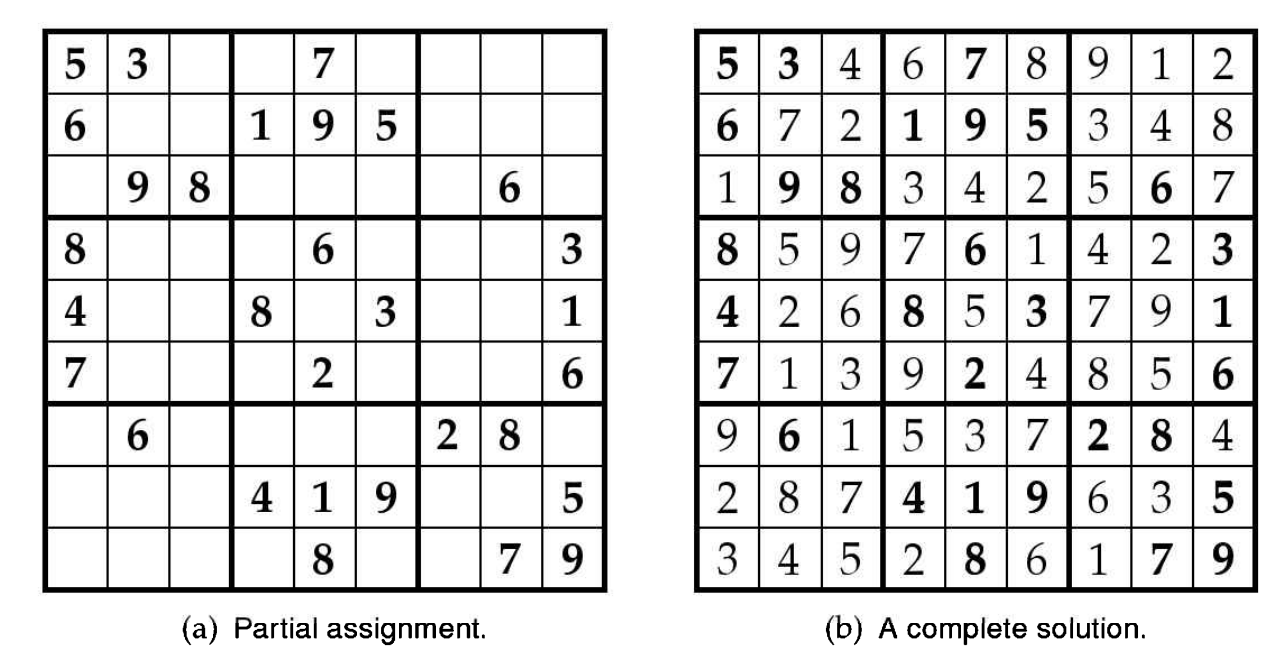 5 3 7
6 1 9 5
9 8 6
8 6 3
4 8 3 1
7 2 6
6 2 8
4 1 9 5
8 7 9
(a) Partial assignment.
5 3 4 6 7 8 9 1 2
6 7 2 1 9 5 3 4 8
1 9 8 3 4 2 5 6 7
8 5 9 7 6 1 4 2 3
4 2 6 8 5 3 7 9 1
7 1 3 9 2 4 8 5 6
9 6 1 5 3 7 2 8 4
2 8 7 4 1 9 6 3 5
3 4 5 2 8 6 1 7 9
(b) A complete solution.